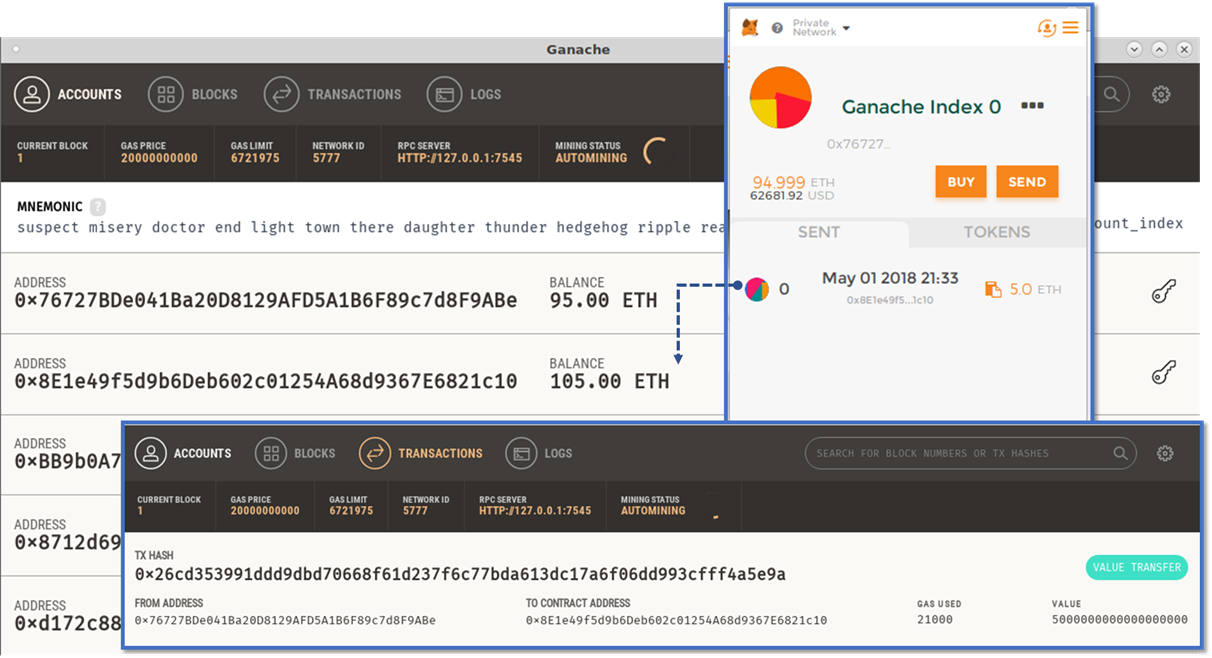 Ganache
ACCOUNTS BLOCKS TRANSACTIONS LOGS
CURRENT BLOCK GAS PRICE GAS LIMIT NETWORK ID RPC SERVER MINING STATUS
1 20000000000 6721975 5777 HTTP://127.0.0.1:7545 AUTOMINING
MNEMONIC ?
suspect misery doctor end light town there daughter thunder hedgehog ripple rea
ount_index
ADDRESS BALANCE
0×76727BDe041Ba20D8129AFD5A1B6F89c7d8F9ABe 95.00 ETH
ADDRESS BALANCE
0×8E1e49f5d9b6Deb602c01254A68d9367E6821c10 105.00 ETH
ADDRESS
0×BB9b0A7
ADDRESS
0×8712d69
ADDRESS
0×d172c88
? Private
Network
Ganache Index 0
0x76727...
94.999 ETH
62681.92 USD
BUY SEND
SENT TOKENS
0 May 01 2018 21:33 5.0 ETH
0x8E1e49f5...1c10
ACCOUNTS BLOCKS TRANSACTIONS LOGS SEARCH FOR BLOCK NUMBERS OR TX HASHES
CURRENT BLOCK GAS PRICE GAS LIMIT NETWORK ID RPC SERVER MINING STATUS
1 20000000000 6721975 5777 HTTP://127.0.0.1:7545 AUTOMINING
TX HASH
0×26cd353991ddd9dbd70668f61d237f6c77bda613dc17a6f06dd993cfff4a5e9a
VALUE TRANSFER
FROM ADDRESS TO CONTRACT ADDRESS GAS USED VALUE
0×76727BDe041Ba20D8129AFD5A1B6F89c7d8F9ABe 0×8E1e49f5d9b6Deb602c01254A68d9367E6821c10 21000 5000000000000000000